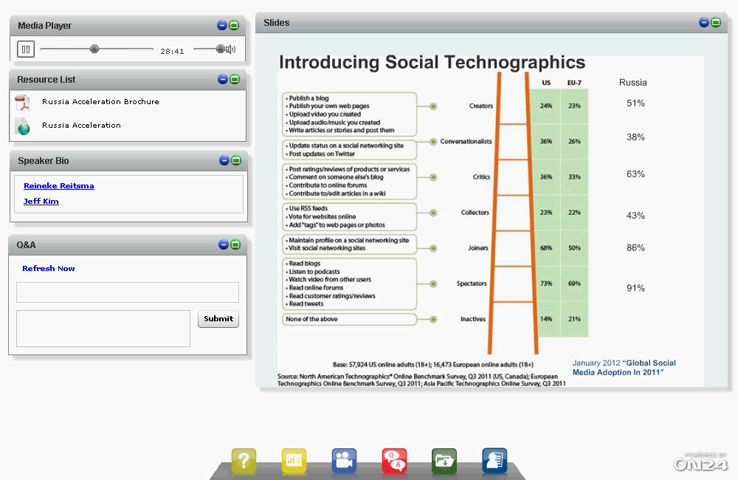 Media Player
28:41
Resource List
Russia Acceleration Brochure
Russia Acceleration
Speaker Bio
Reineke Reitsma
Jeff Kim
Q&A
Refresh Now
Submit
Slides
Introducing Social Technographics
US EU-7 Russia
• Publish a blog
• Publish your own web pages
• Upload video you created
• Upload audio/music you created
• Write articles or stories and post them
Creators 24% 23% 51%
• Update status on a social networking site
• Post updates on Twitter
Conversationalists 36% 26% 38%
• Post ratings/reviews of products or services
• Comment on someone else's blog
• Contribute to online forums
• Contribute to/edit articles in a wiki
Critics 36% 33% 63%
• Use RSS feeds
• Vote for websites online
• Add "tags" to web pages or photos
Collectors 23% 22% 43%
• Maintain profile on a social networking site
• Visit social networking sites
Joiners 68% 50% 86%
• Read blogs
• Listen to podcasts
• Watch video from other users
• Read online forums
• Read customer ratings/reviews
• Read tweets
Spectators 73% 69% 91%
None of the above
Inactives 14% 21%
Base: 57,924 US online adults (18+); 16,473 European online adults (18+)
Source: North American Technographics® Online Benchmark Survey, Q3 2011 (US, Canada); European
Technographics Online Benchmark Survey, Q3 2011; Asia Pacific Technographics Online Survey, Q3 2011
January 2012 "Global Social
Media Adoption In 2011"
?
Q
A
POWERED BY
ON24